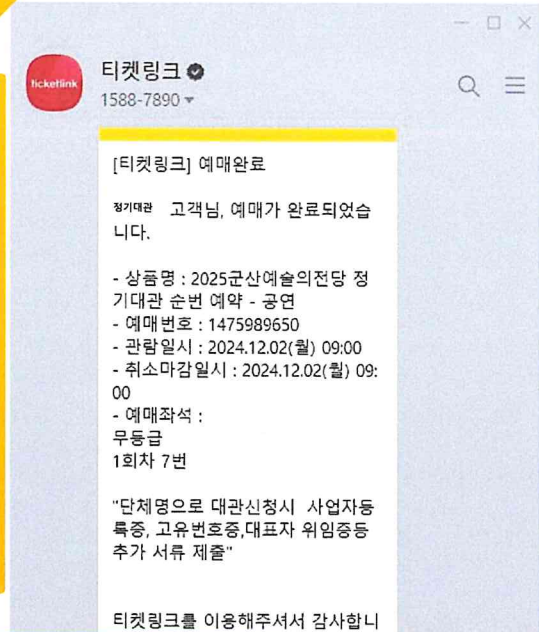 ticketlink
티켓링크
1588-7890
[티켓링크] 예매완료
정기대관 고객님, 예매가 완료되었습
니다.
- 상품명 : 2025군산예술의전당 정
기대관 순번 예약 - 공연
- 예매번호 : 1475989650
- 관람일시 : 2024.12.02(월) 09:00
- 취소마감일시 : 2024.12.02(월) 09:
00
- 예매좌석 :
무등급
1회차 7번
"단체명으로 대관신청시 사업자등
록증, 고유번호증,대표자 위임증등
추가 서류 제출"
티켓링크를 이용해주셔서 감사합니